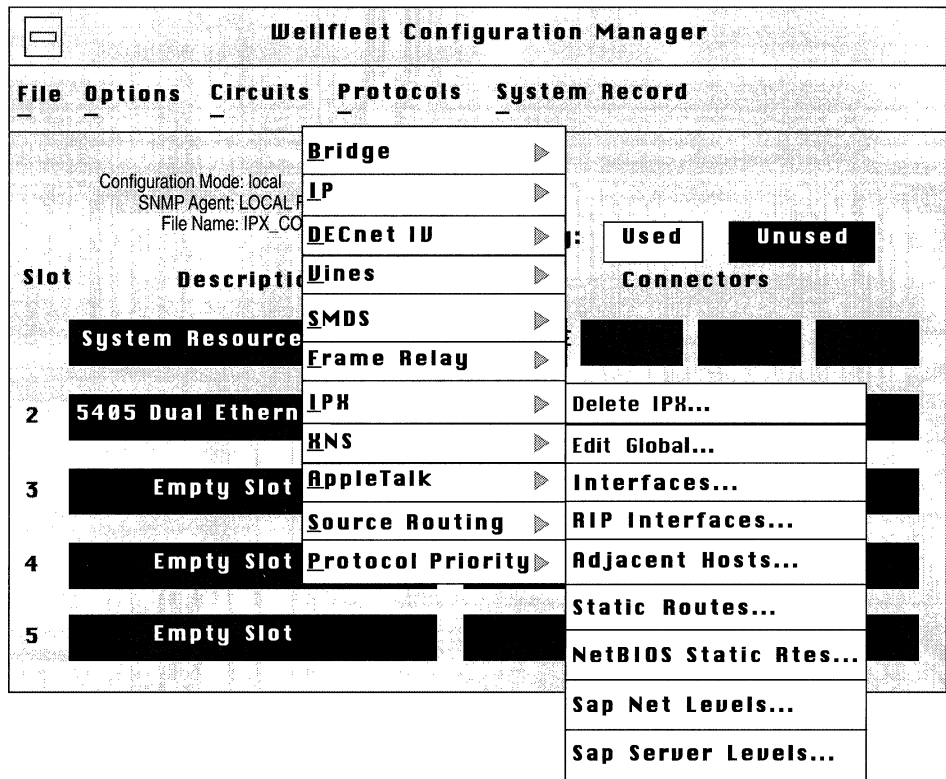 Wellfleet Configuration Manager
File Options Circuits Protocols System Record
Configuration Mode: local
SNMP Agent: LOCAL
File Name: IPX_CO
Used Unused
Slot Connectors
System Resource
2 5405 Dual
3 Empty Slot
4 Empty Slot
5 Empty Slot
Bridge
IP
DECnet IV
Vines
SMDS
Frame Relay
IPX
XNS
AppleTalk
Source Routing
Protocol Priority
Delete IPX...
Edit Global...
Interfaces...
RIP Interfaces...
Adjacent Hosts...
Static Routes...
NetBIOS Static Rtes...
Sap Net Levels...
Sap Server Levels...